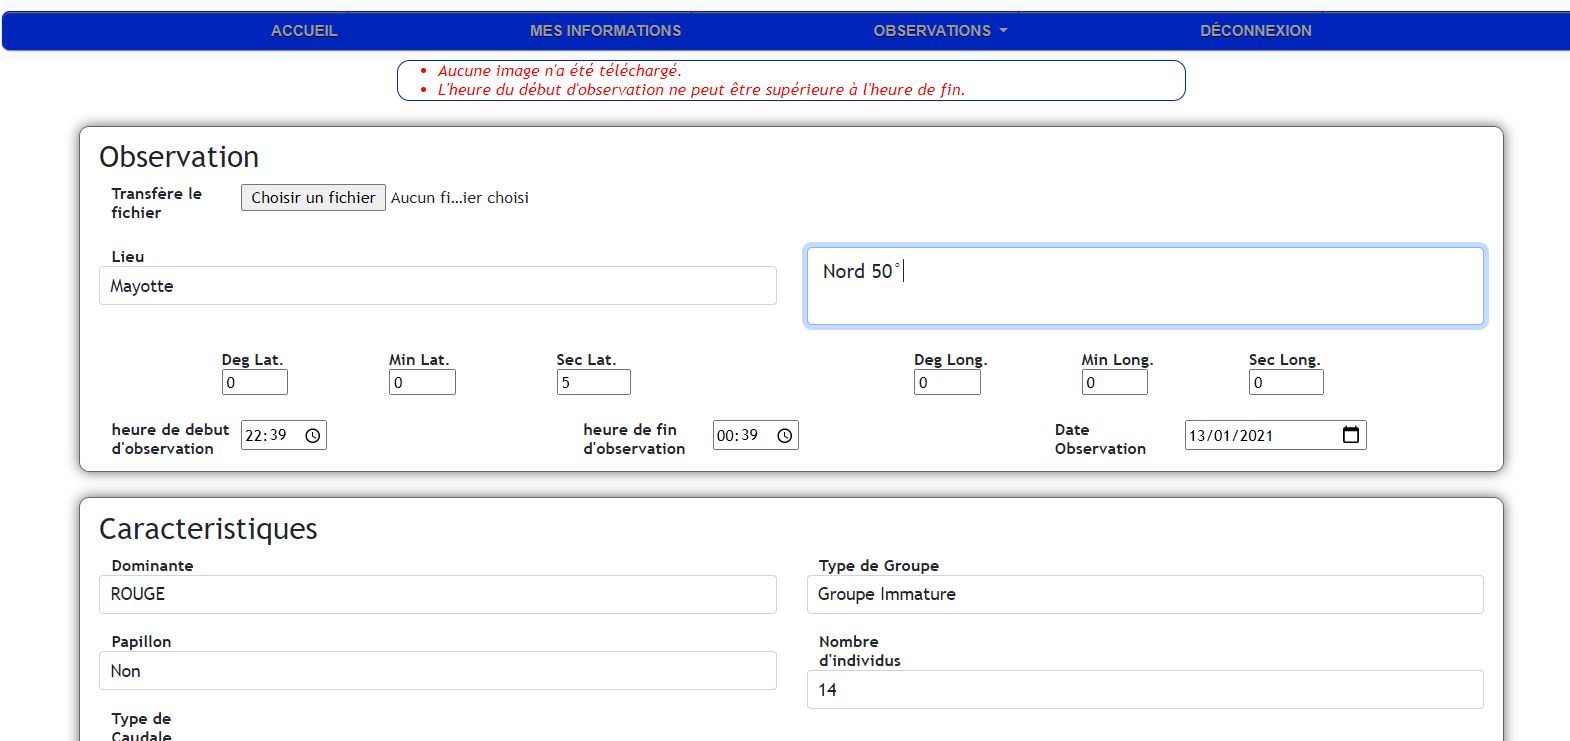 ACCUEIL MES INFORMATIONS OBSERVATIONS DÉCONNEXION
Aucune image n'a été téléchargé.
L'heure du début d'observation ne peut être supérieure à l'heure de fin.
Observation
Transfère le
fichier
Choisir un fichier Aucun fi...ier choisi
Lieu
Mayotte
Nord 50°
Deg Lat. Min Lat. Sec Lat. Deg Long. Min Long. Sec Long.
0 0 5 0 0 0
heure de debut
d'observation
22:39
heure de fin
d'observation
00:39
Date
Observation
13/01/2021
Caracteristiques
Dominante
ROUGE
Type de Groupe
Groupe Immature
Papillon
Non
Nombre
d'individus
14
Type de
Caudale